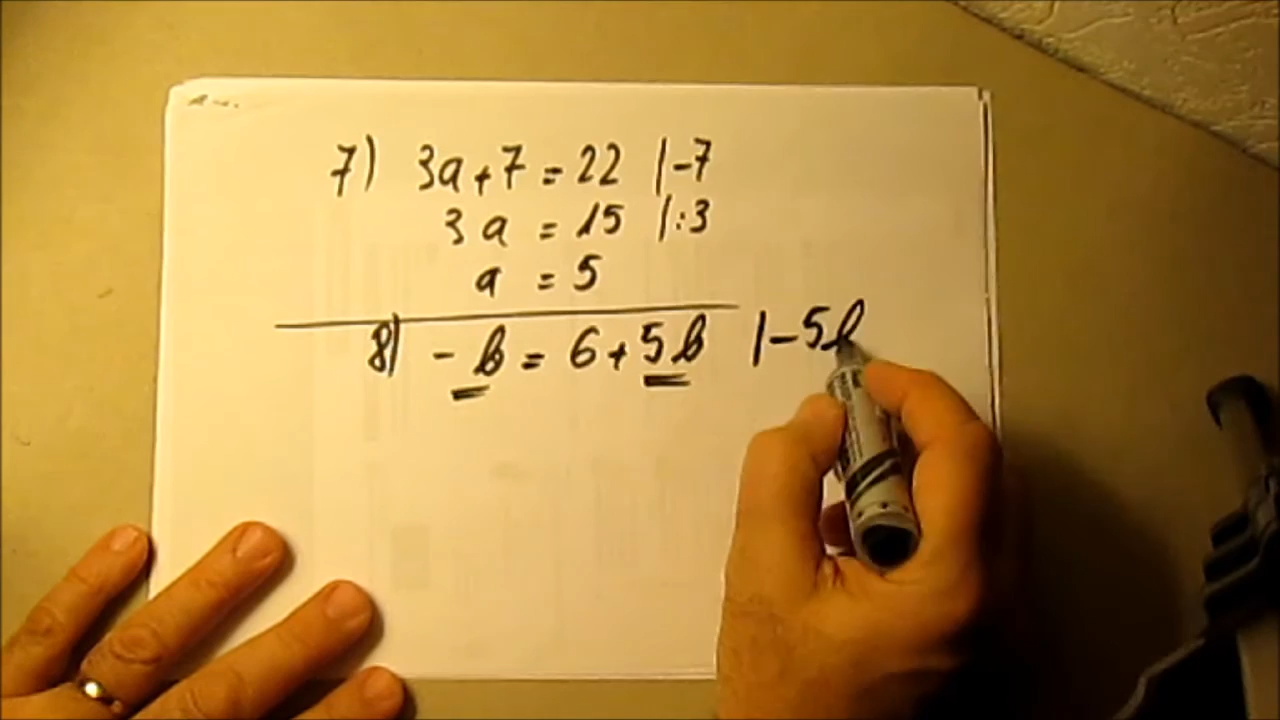 7) 3a+7=22 |-7
3a = 15 |:3
a = 5
8) -b = 6+5b |-5b